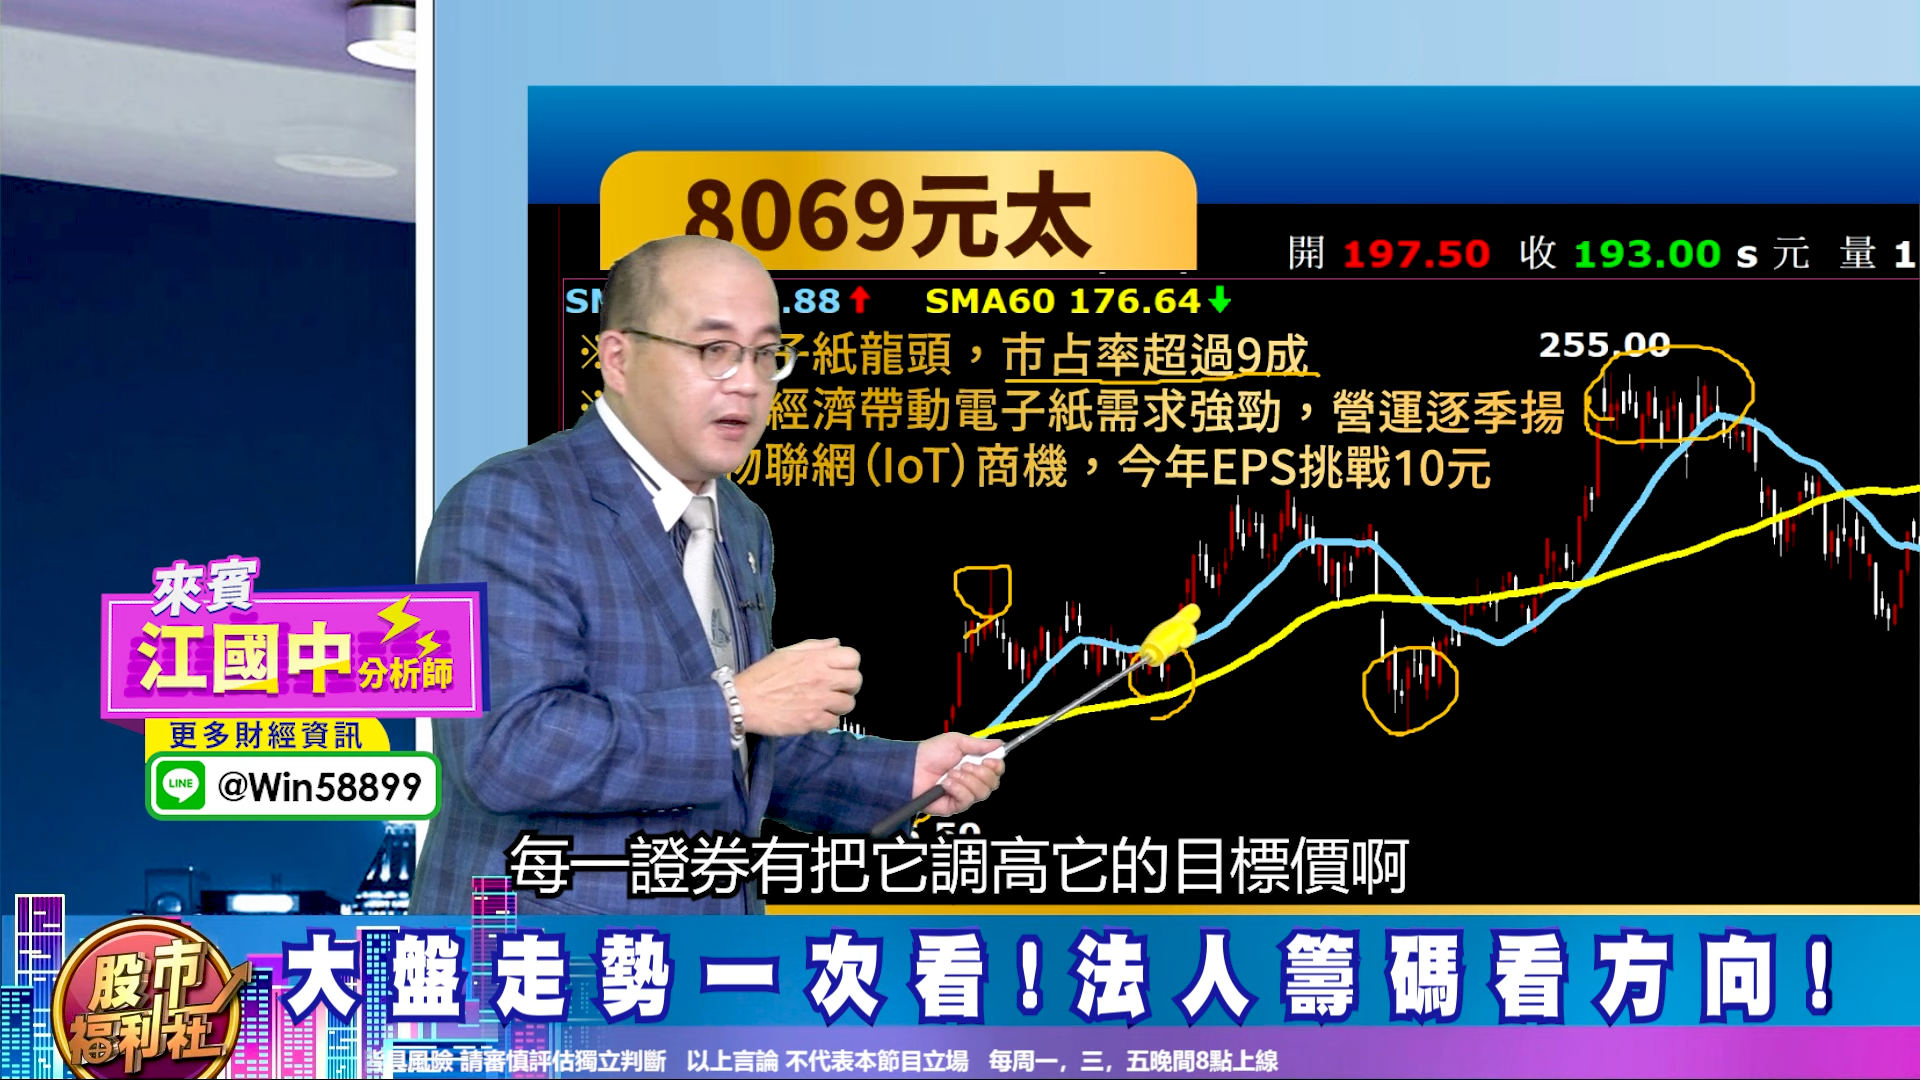 8069元太
開 197.50 收 193.00 s 元 量 1
.88↑ SMA60 176.64↓
※ 子紙龍頭，市占率超過9成
255.00
經濟帶動電子紙需求強勁，營運逐季揚
物聯網(IoT)商機，今年EPS挑戰10元
來賓
江國中分析師
更多財經資訊
LINE @Win58899
每一證券有把它調高它的目標價啊
大盤走勢一次看!法人籌碼看方向!
股市
福利社
風險 請審慎評估獨立判斷 以上言論 不代表本節目立場 每周一, 三, 五晚間8點上線